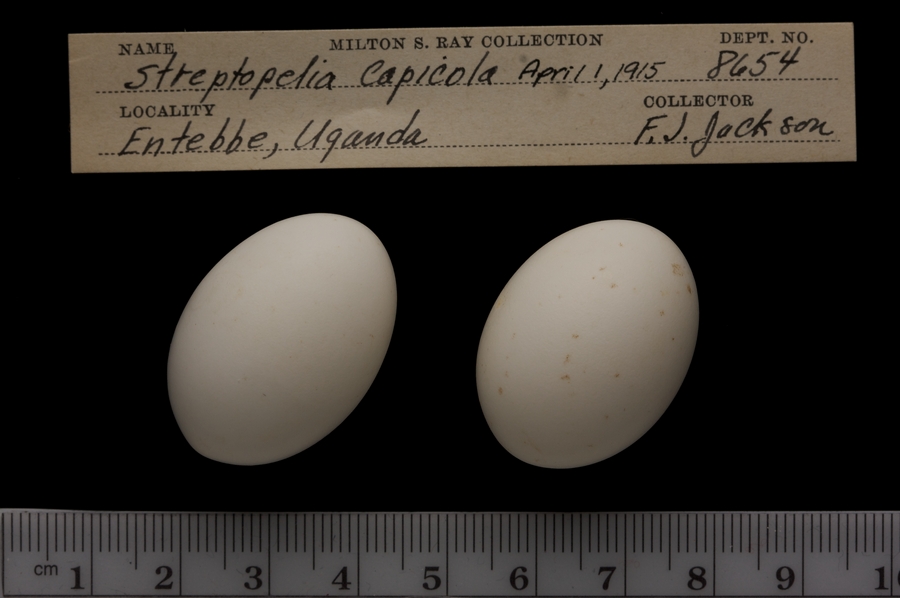 NAME MILTON S. RAY COLLECTION DEPT. NO.
Streptopelia Capicola April 1, 1915 8654
LOCALITY COLLECTOR
Entebbe, Uganda F. J. Jackson
cm 1 2 3 4 5 6 7 8 9 1